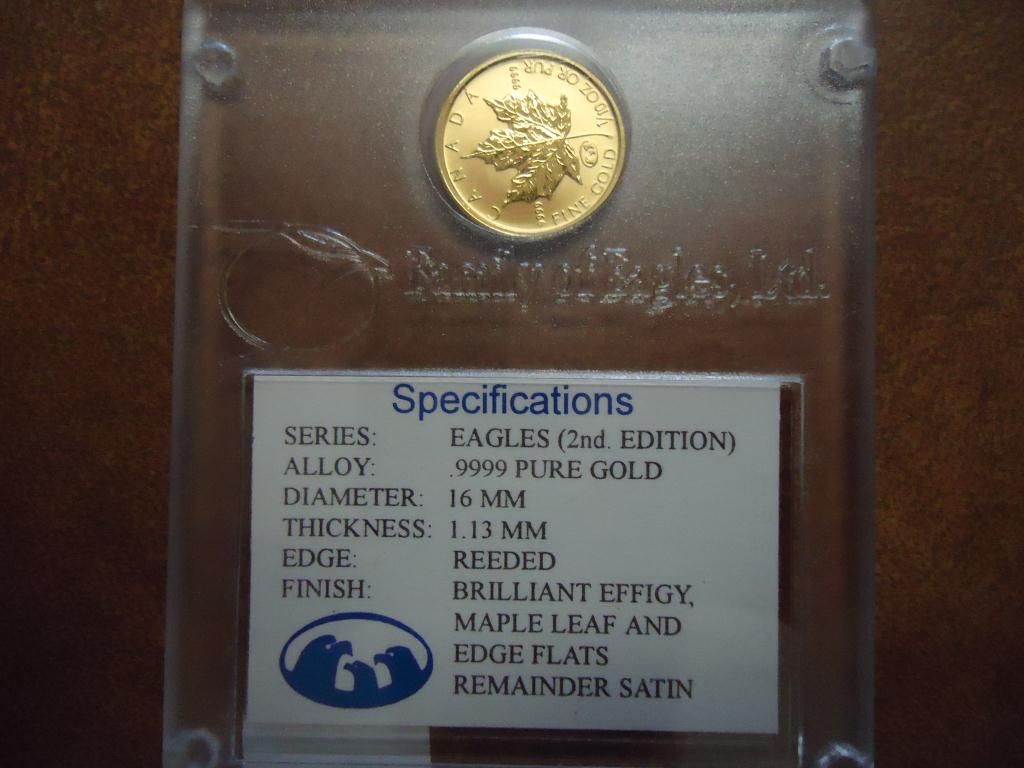 CANADA
9999
9999
FINE GOLD 1/10 OZ OR PUR
Family of Eagles, Ltd.
Specifications
SERIES: EAGLES (2nd. EDITION)
ALLOY: .9999 PURE GOLD
DIAMETER: 16 MM
THICKNESS: 1.13 MM
EDGE: REEDED
FINISH: BRILLIANT EFFIGY,
MAPLE LEAF AND
EDGE FLATS
REMAINDER SATIN